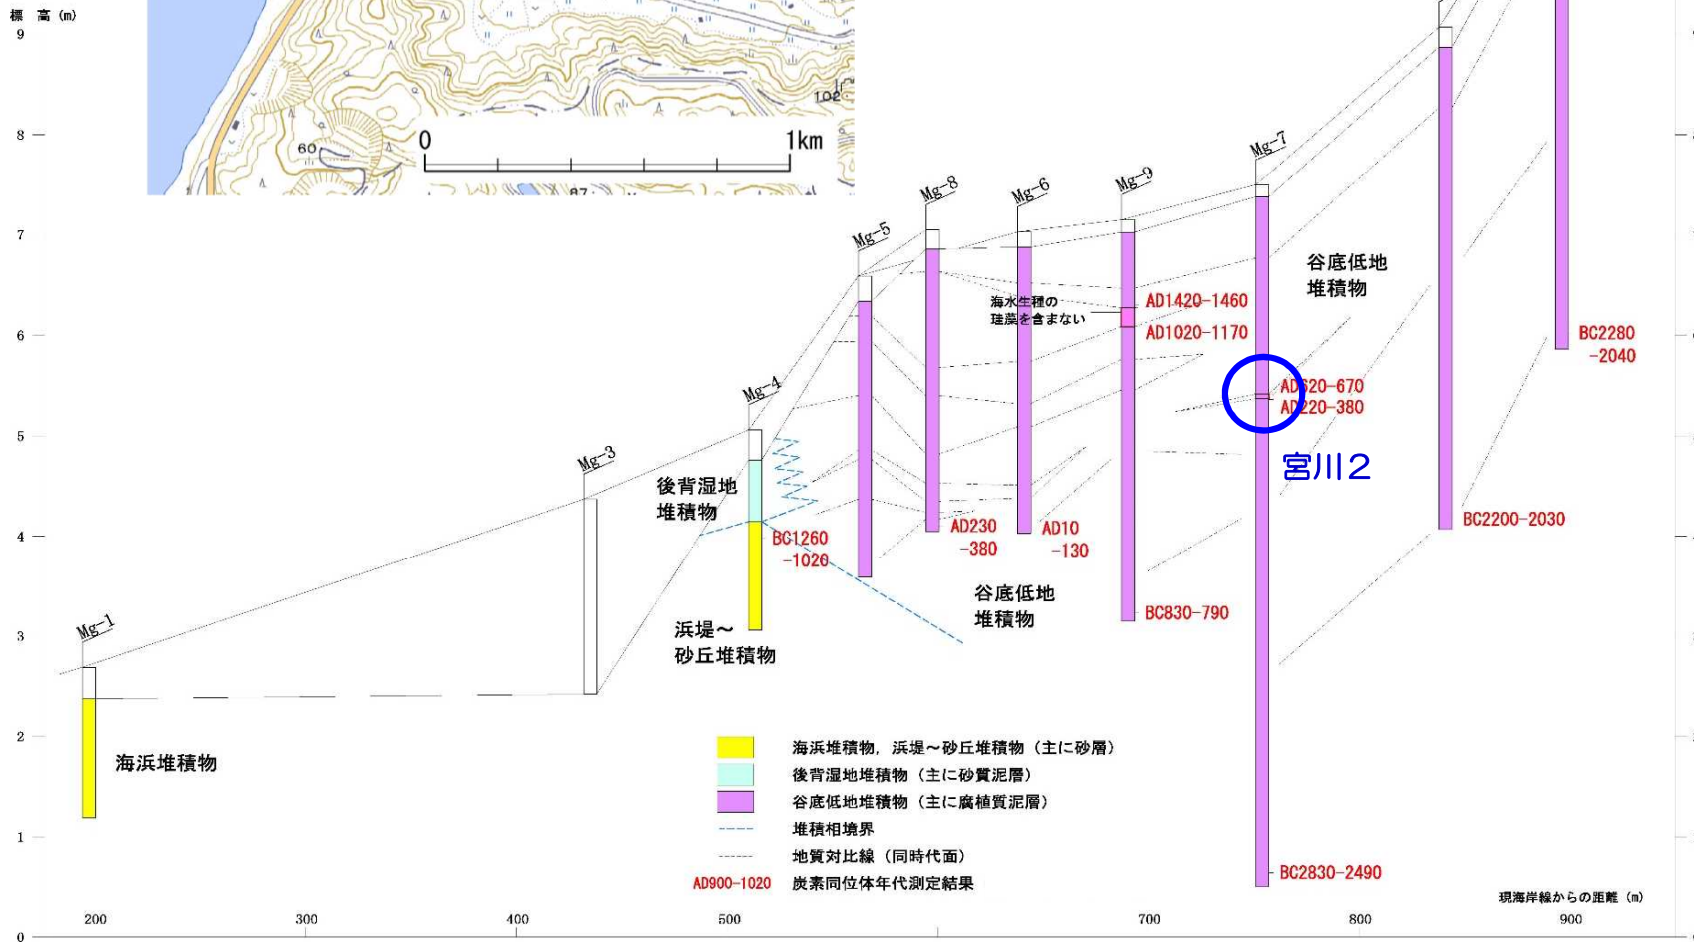 標 高 (m)
9
8
7
6
5
4
3
2
1
0
102
60
87
0 1km
Mg-7
Mg-8
Mg-6
Mg-9
Mg-5
Mg-4
Mg-3
Mg-1
谷底低地
堆積物
海水生種の
珪藻を含まない
AD1420-1460
AD1020-1170
BC2280
-2040
AD620-670
AD220-380
宮川2
後背湿地
堆積物
BC1260
-1020
AD230
-380
AD10
-130
BC2200-2030
谷底低地
堆積物
BC830-790
浜堤～
砂丘堆積物
海浜堆積物
海浜堆積物，浜堤～砂丘堆積物（主に砂層）
後背湿地堆積物（主に砂質泥層）
谷底低地堆積物（主に腐植質泥層）
堆積相境界
地質対比線（同時代面）
AD900-1020 炭素同位体年代測定結果
BC2830-2490
現海岸線からの距離 (m)
200 300 400 500 700 800 900